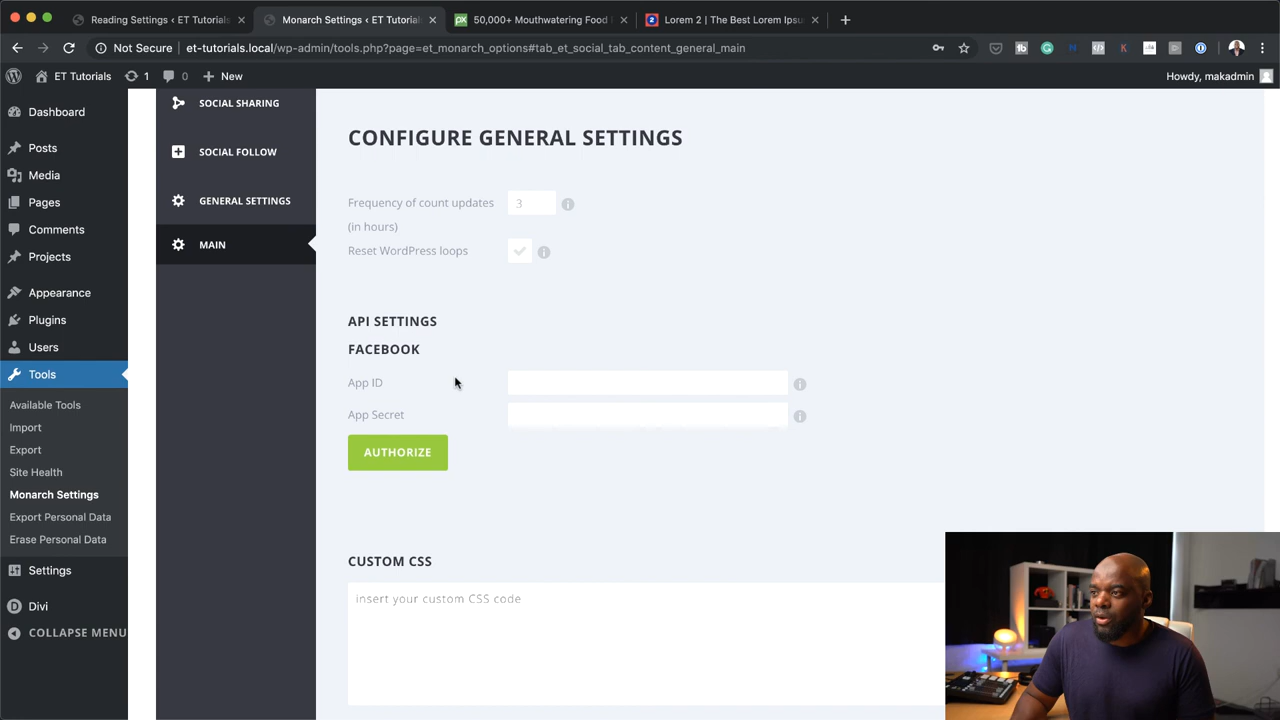 Reading Settings ‹ ET Tutorials
Monarch Settings ‹ ET Tutorials
50,000+ Mouthwatering Food
Lorem 2 | The Best Lorem Ipsu
Not Secure
et-tutorials.local/wp-admin/tools.php?page=et_monarch_options#tab_et_social_tab_content_general_main
ET Tutorials
1
0
New
Howdy, makadmin
Dashboard
Posts
Media
Pages
Comments
Projects
Appearance
Plugins
Users
Tools
Available Tools
Import
Export
Site Health
Monarch Settings
Export Personal Data
Erase Personal Data
Settings
Divi
COLLAPSE MENU
SOCIAL SHARING
SOCIAL FOLLOW
GENERAL SETTINGS
MAIN
CONFIGURE GENERAL SETTINGS
Frequency of count updates
(in hours)
3
Reset WordPress loops
API SETTINGS
FACEBOOK
App ID
App Secret
AUTHORIZE
CUSTOM CSS
insert your custom CSS code